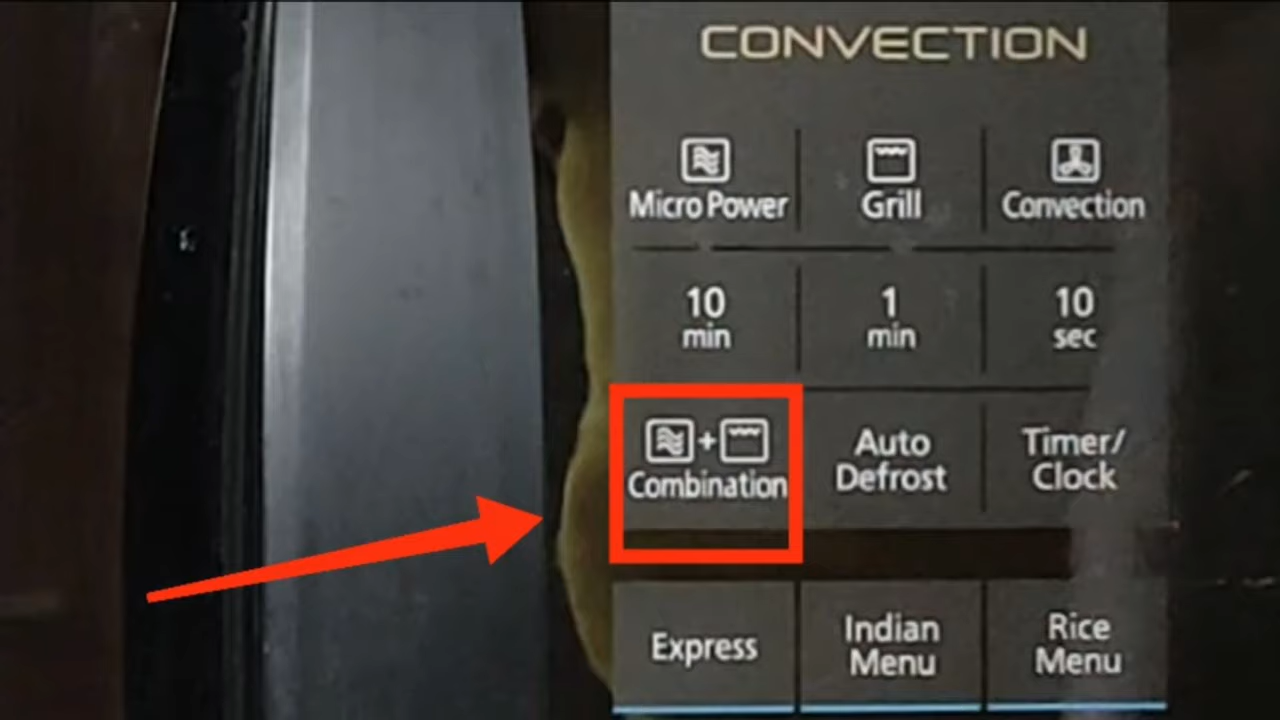 CONVECTION
Micro Power
Grill
Convection
10
min
1
min
10
sec
Combination
Auto
Defrost
Timer/
Clock
Express
Indian
Menu
Rice
Menu